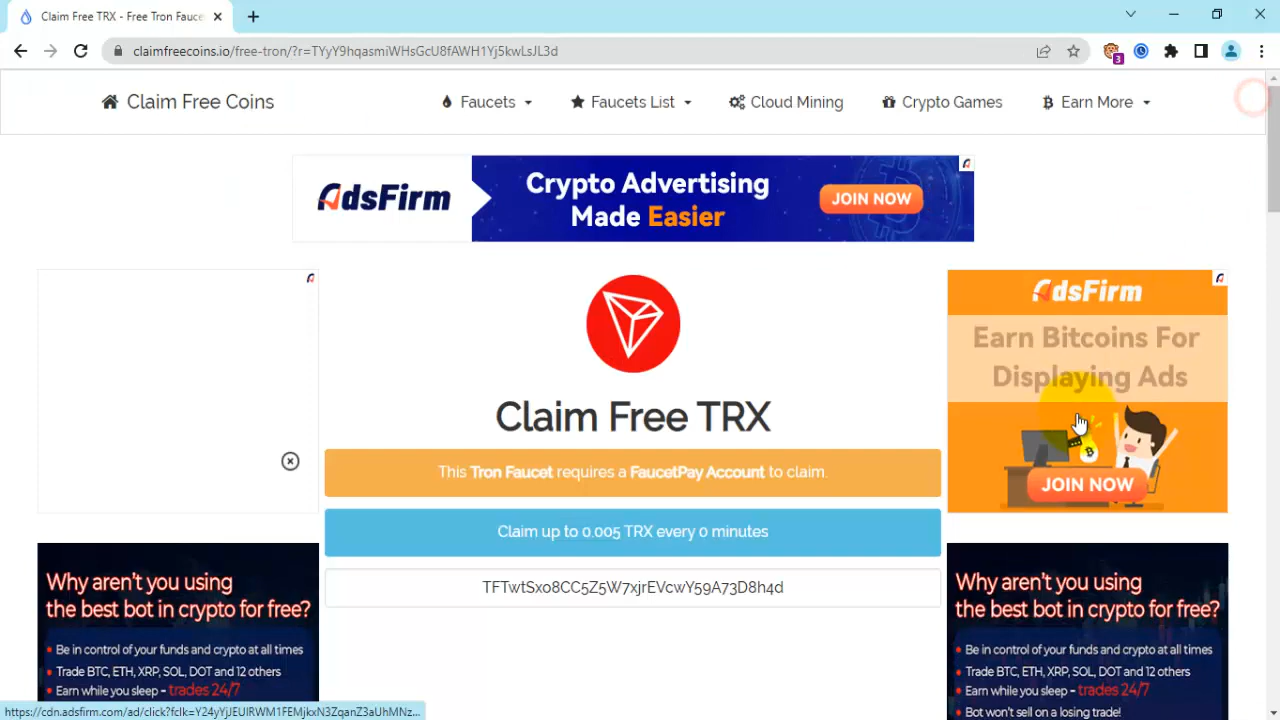 Claim Free TRX - Free Tron Fauce
claimfreecoins.io/free-tron/?r=TYyY9hqasmiWHsGcU8fAWH1Yj5kwLsJL3d
3
Claim Free Coins
Faucets
Faucets List
Cloud Mining
Crypto Games
Earn More
AdsFirm
Crypto Advertising
Made Easier
JOIN NOW
AdsFirm
Earn Bitcoins For
Displaying Ads
JOIN NOW
Claim Free TRX
This Tron Faucet requires a FaucetPay Account to claim.
Claim up to 0.005 TRX every 0 minutes
TFTwtSxo8CC5Z5W7xjrEVcwY59A73D8h4d
Why aren't you using
the best bot in crypto for free?
• Be in control of your funds and crypto at all times
• Trade BTC, ETH, XRP, SOL, DOT and 12 others
• Earn while you sleep - trades 24/7
Why aren't you using
the best bot in crypto for free?
• Be in control of your funds and crypto at all times
• Trade BTC, ETH, XRP, SOL, DOT and 12 others
• Earn while you sleep - trades 24/7
• Bot won't sell on a losing trade!
https://cdn.adsfirm.com/ad/click?fclk=Y24yYjJEUlRWM1FEMjkxN3ZqanZ3aUhMNz...